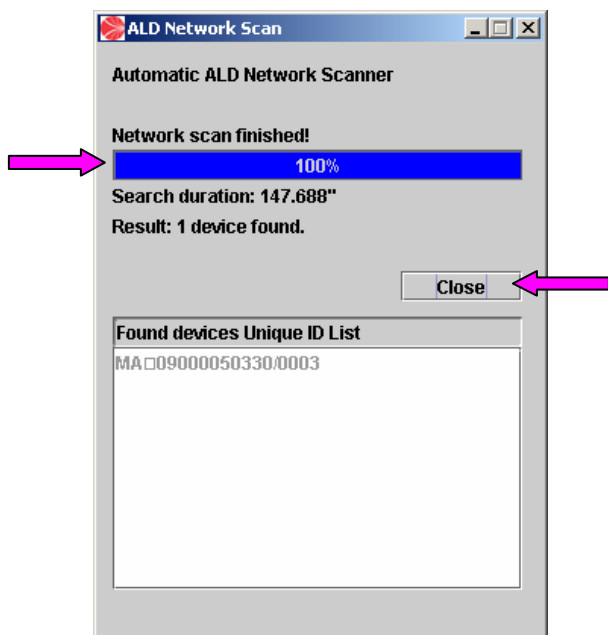 ALD Network Scan
Automatic ALD Network Scanner
Network scan finished!
100%
Search duration: 147.688"
Result: 1 device found.
Close
Found devices Unique ID List
MA□09000050330/0003